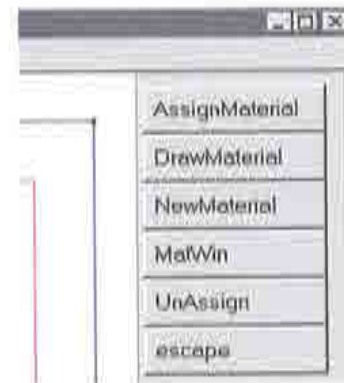 AssignMaterial
DrawMaterial
NewMaterial
MatWin
UnAssign
escape